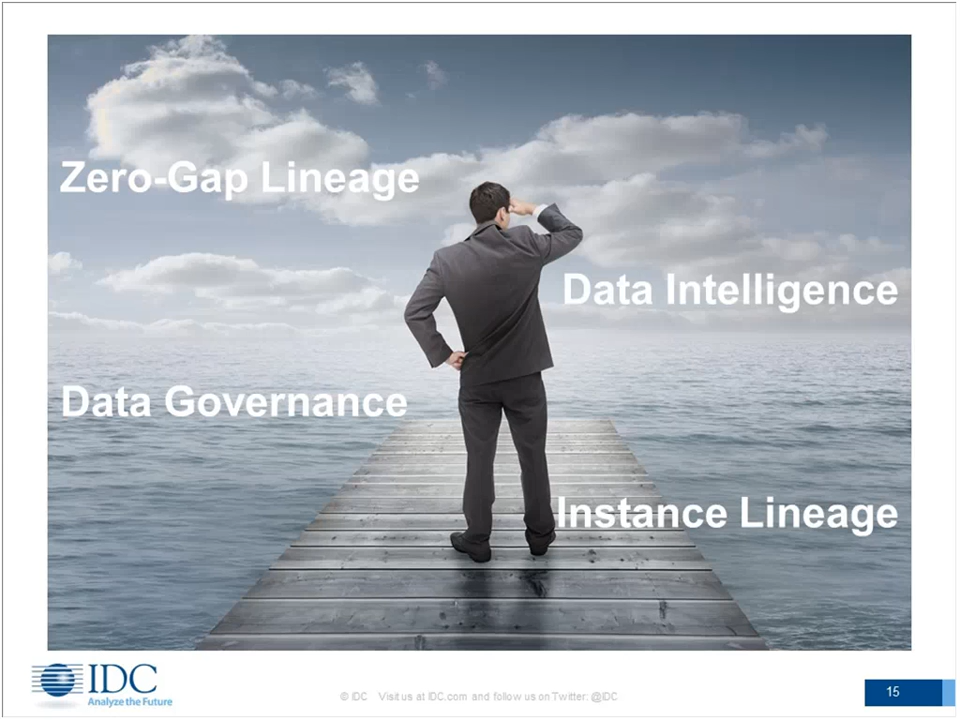 Zero-Gap Lineage
Data Intelligence
Data Governance
Instance Lineage
IDC
Analyze the Future
© IDC Visit us at IDC.com and follow us on Twitter: @IDC
15